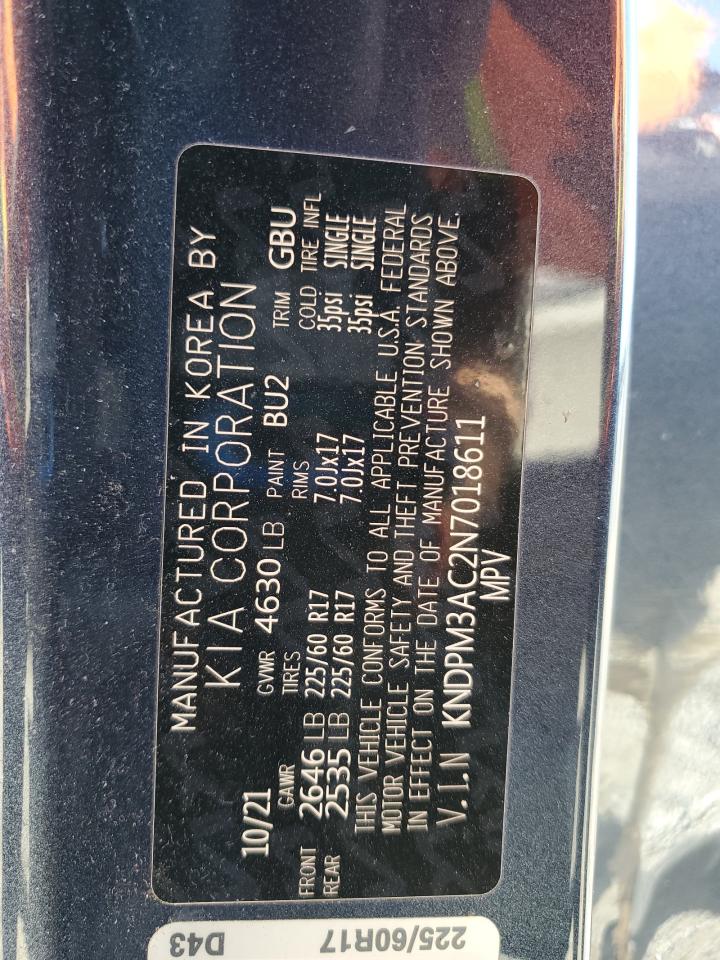 MANUFACTURED IN KOREA BY
KIA CORPORATION
10/21 GVWR 4630 LB PAINT BU2 TRIM GBU
GAWR TIRES RIMS COLD TIRE INFL
FRONT 2646 LB 225/60 R17 7.0Jx17 35psi SINGLE
REAR 2535 LB 225/60 R17 7.0Jx17 35psi SINGLE
THIS VEHICLE CONFORMS TO ALL APPLICABLE U.S.A. FEDERAL
MOTOR VEHICLE SAFETY AND THEFT PREVENTION STANDARDS
IN EFFECT ON THE DATE OF MANUFACTURE SHOWN ABOVE.
V.I.N KNDPM3AC2N7018611
MPV
D43
225/60R17
225/60R17